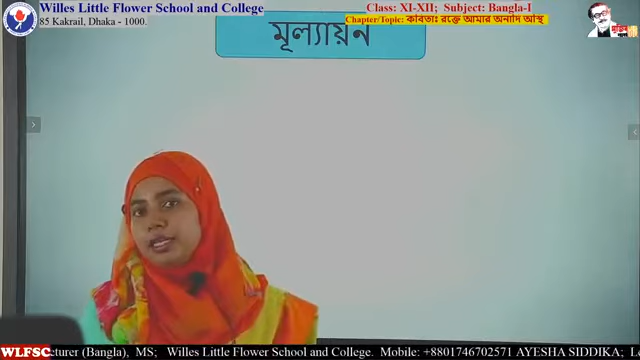 Willes Little Flower School and College
85 Kakrail, Dhaka - 1000.
Class: XI-XII; Subject: Bangla-I
Chapter/Topic: কবিতাঃ রক্তে আমার অনাদি অস্থি
মূল্যায়ন
WLFSC
cturer (Bangla), MS; Willes Little Flower School and College. Mobile: +8801746702571 AYESHA SIDDIKA: